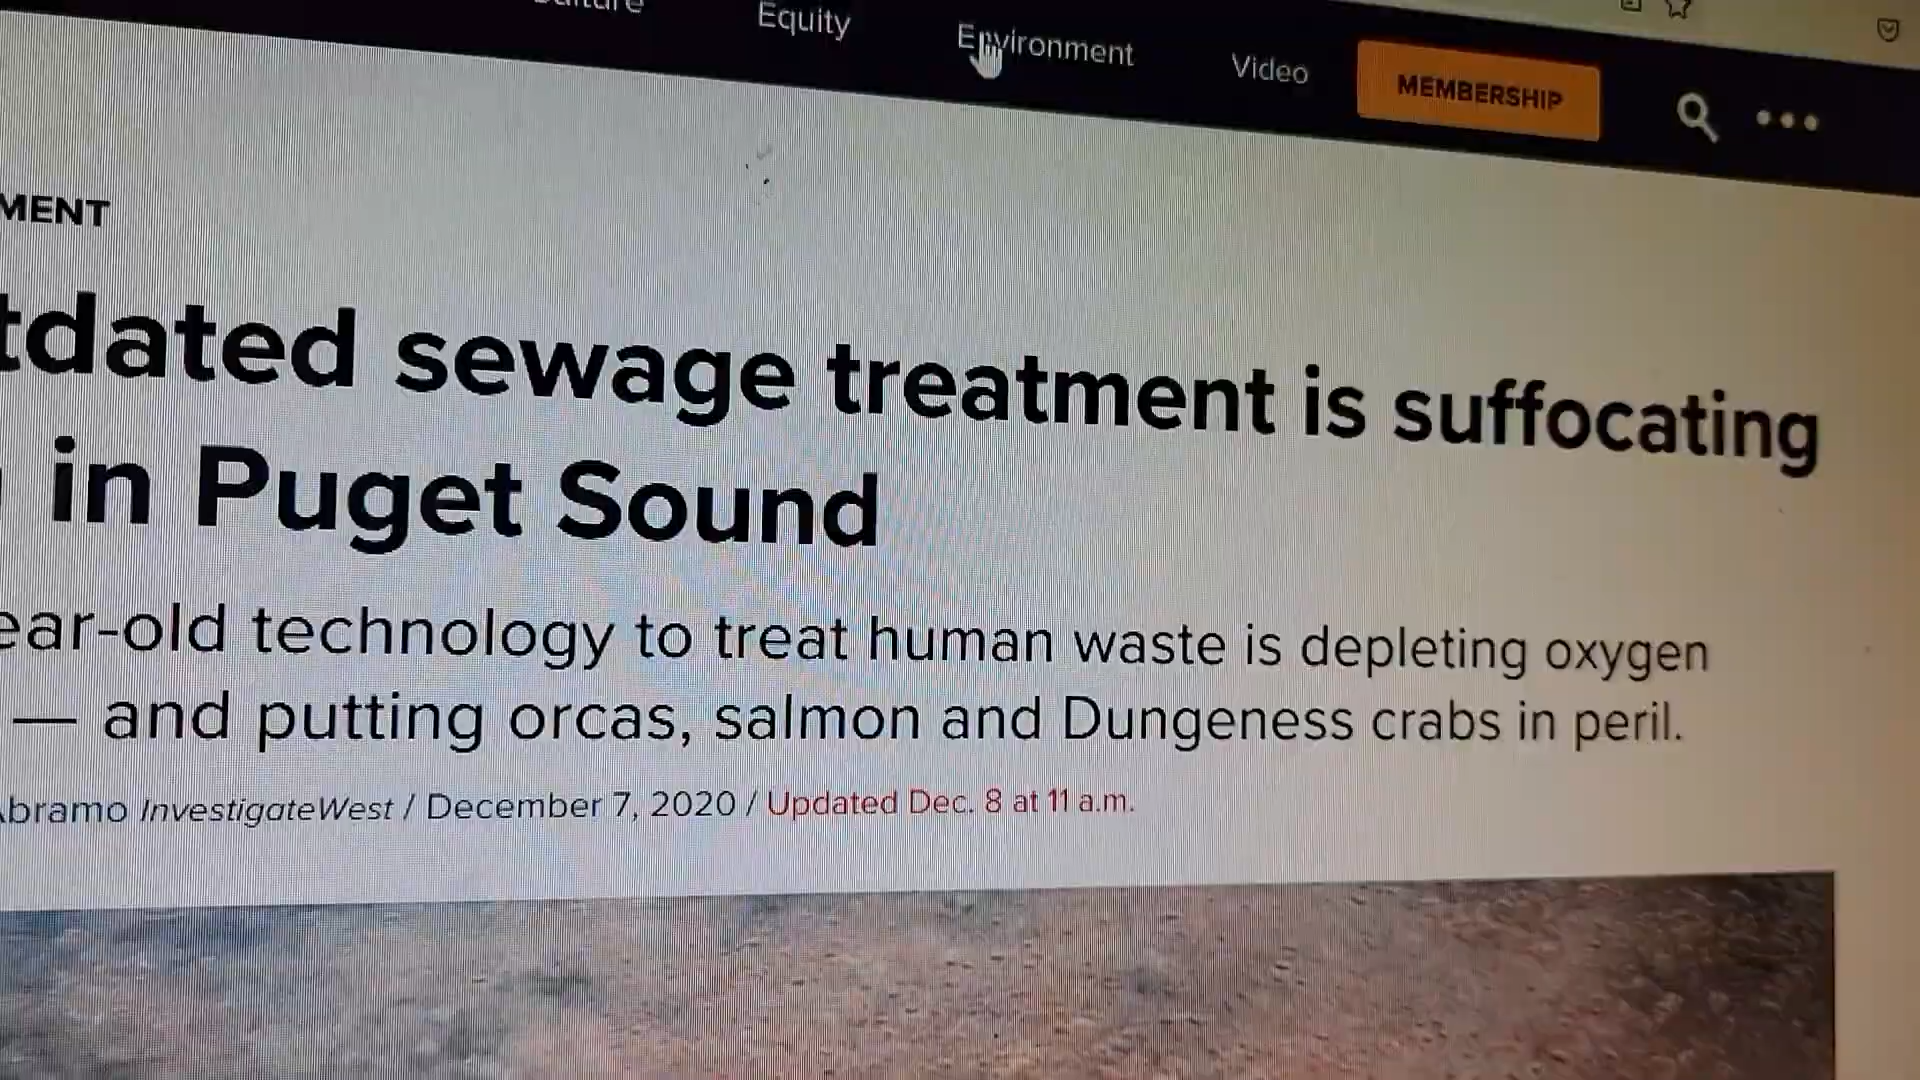 Equity Environment Video MEMBERSHIP
MENT
tdated sewage treatment is suffocating
in Puget Sound
ear-old technology to treat human waste is depleting oxygen
— and putting orcas, salmon and Dungeness crabs in peril.
Abramo InvestigateWest / December 7, 2020 / Updated Dec. 8 at 11 a.m.